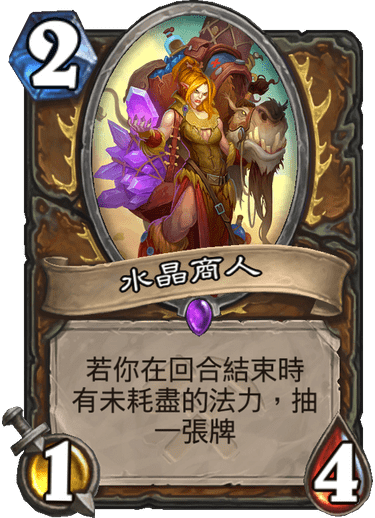 2
水晶商人
若你在回合結束時
有未耗盡的法力，抽
一張牌
1
4